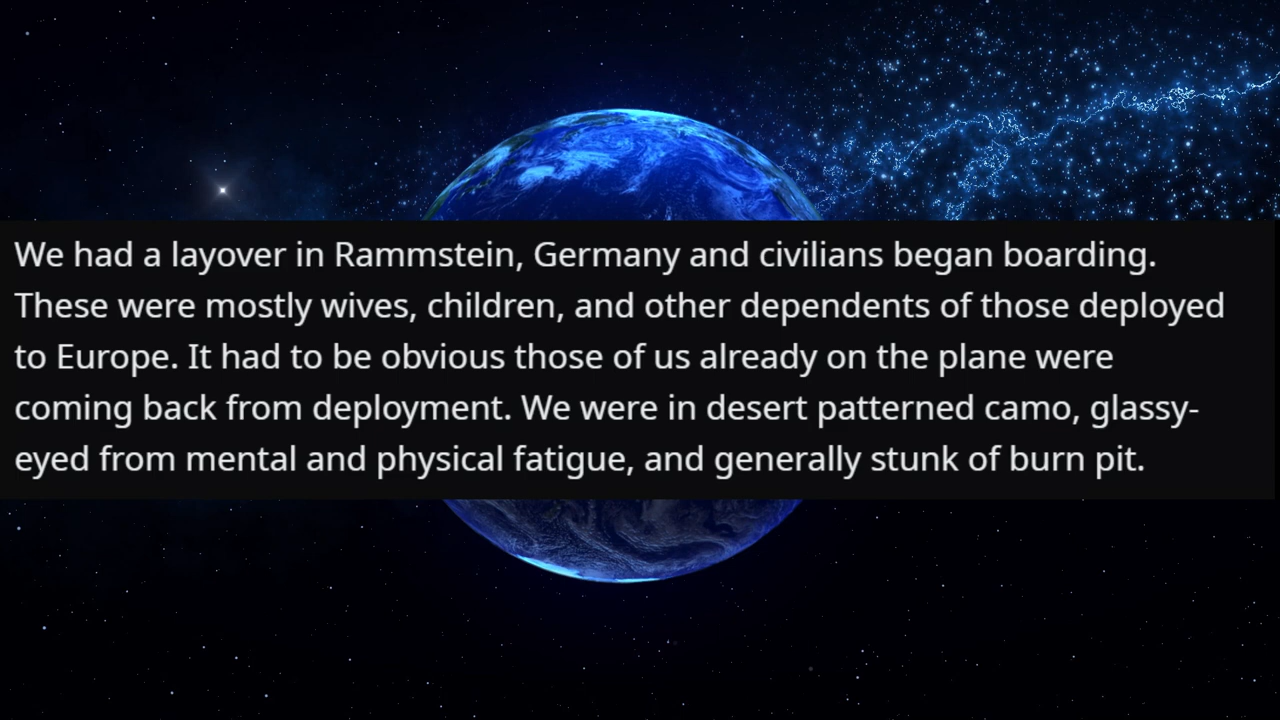 We had a layover in Rammstein, Germany and civilians began boarding.
These were mostly wives, children, and other dependents of those deployed
to Europe. It had to be obvious those of us already on the plane were
coming back from deployment. We were in desert patterned camo, glassy-
eyed from mental and physical fatigue, and generally stunk of burn pit.